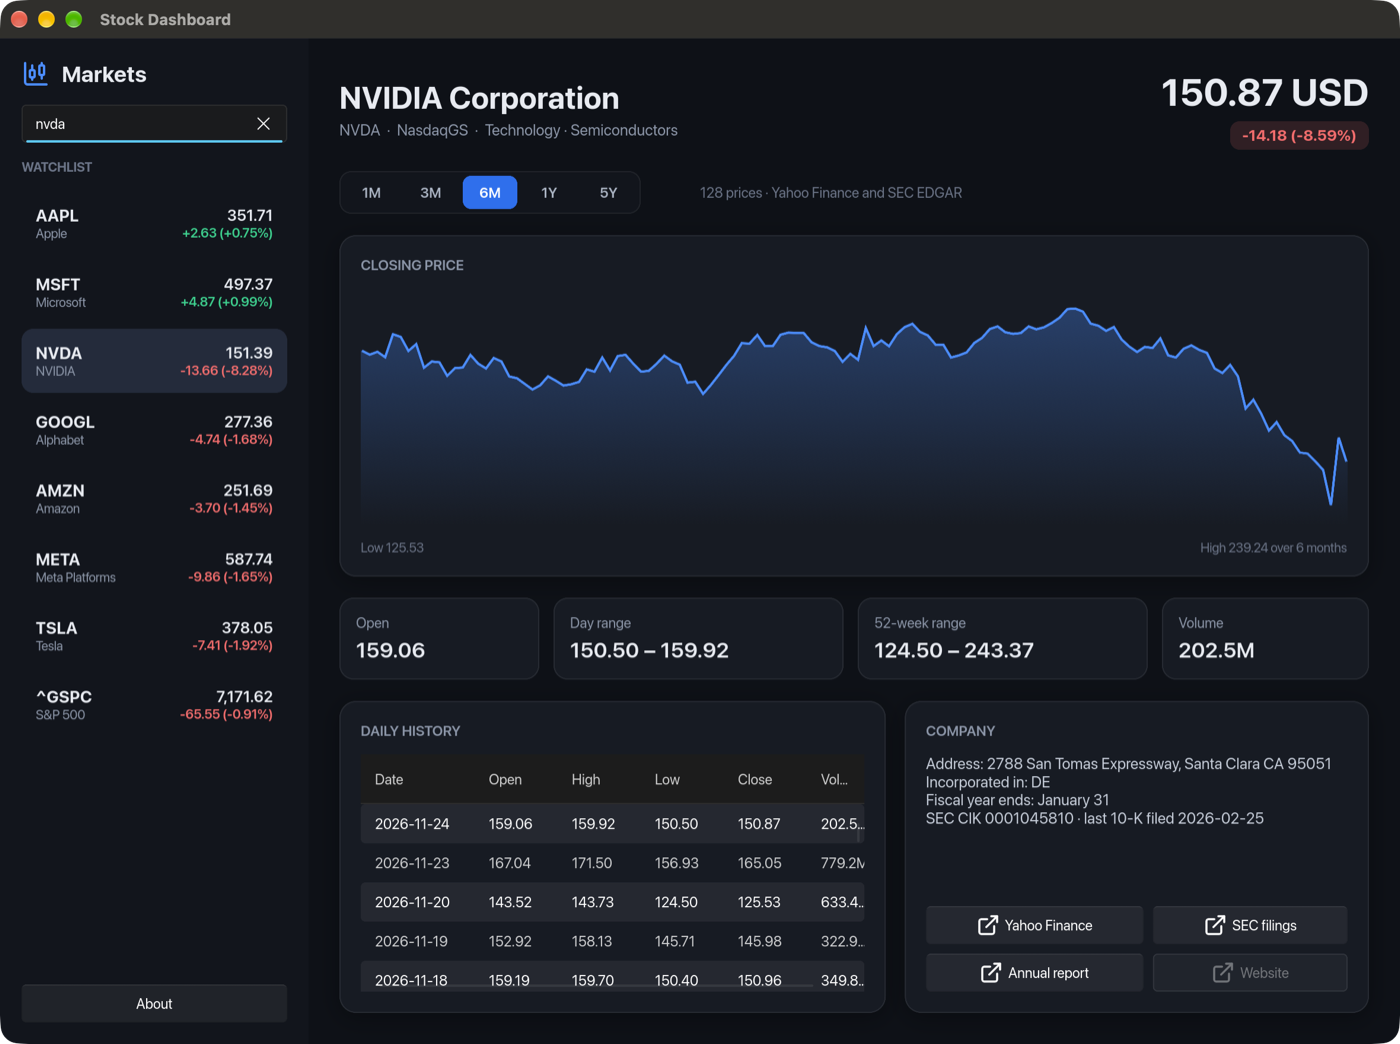 Stock Dashboard
Markets
nvda
WATCHLIST
AAPL 351.71
Apple +2.63 (+0.75%)
MSFT 497.37
Microsoft +4.87 (+0.99%)
NVDA 151.39
NVIDIA -13.66 (-8.28%)
GOOGL 277.36
Alphabet -4.74 (-1.68%)
AMZN 251.69
Amazon -3.70 (-1.45%)
META 587.74
Meta Platforms -9.86 (-1.65%)
TSLA 378.05
Tesla -7.41 (-1.92%)
^GSPC 7,171.62
S&P 500 -65.55 (-0.91%)
About
NVIDIA Corporation
NVDA · NasdaqGS · Technology · Semiconductors
150.87 USD
-14.18 (-8.59%)
1M 3M 6M 1Y 5Y
128 prices · Yahoo Finance and SEC EDGAR
CLOSING PRICE
Low 125.53 High 239.24 over 6 months
Open
159.06
Day range
150.50 – 159.92
52-week range
124.50 – 243.37
Volume
202.5M
DAILY HISTORY
Date Open High Low Close Vol...
2026-11-24 159.06 159.92 150.50 150.87 202.5...
2026-11-23 167.04 171.50 156.93 165.05 779.2M
2026-11-20 143.52 143.73 124.50 125.53 633.4...
2026-11-19 152.92 158.13 145.71 145.98 322.9...
2026-11-18 159.19 159.70 150.40 150.96 349.8...
COMPANY
Address: 2788 San Tomas Expressway, Santa Clara CA 95051
Incorporated in: DE
Fiscal year ends: January 31
SEC CIK 0001045810 · last 10-K filed 2026-02-25
Yahoo Finance
SEC filings
Annual report
Website